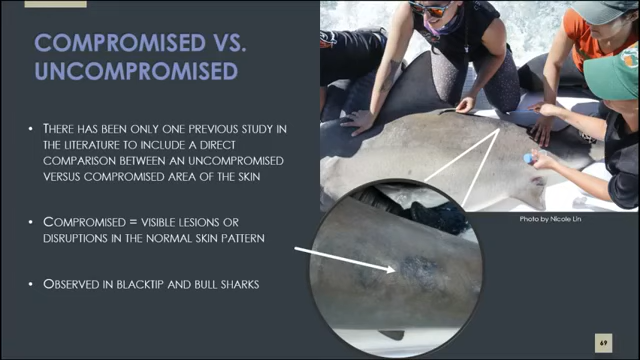 COMPROMISED VS.
UNCOMPROMISED
• THERE HAS BEEN ONLY ONE PREVIOUS STUDY IN
THE LITERATURE TO INCLUDE A DIRECT
COMPARISON BETWEEN AN UNCOMPROMISED
VERSUS COMPROMISED AREA OF THE SKIN
• COMPROMISED = VISIBLE LESIONS OR
DISRUPTIONS IN THE NORMAL SKIN PATTERN
• OBSERVED IN BLACKTIP AND BULL SHARKS
Photo by Nicole Lin
69